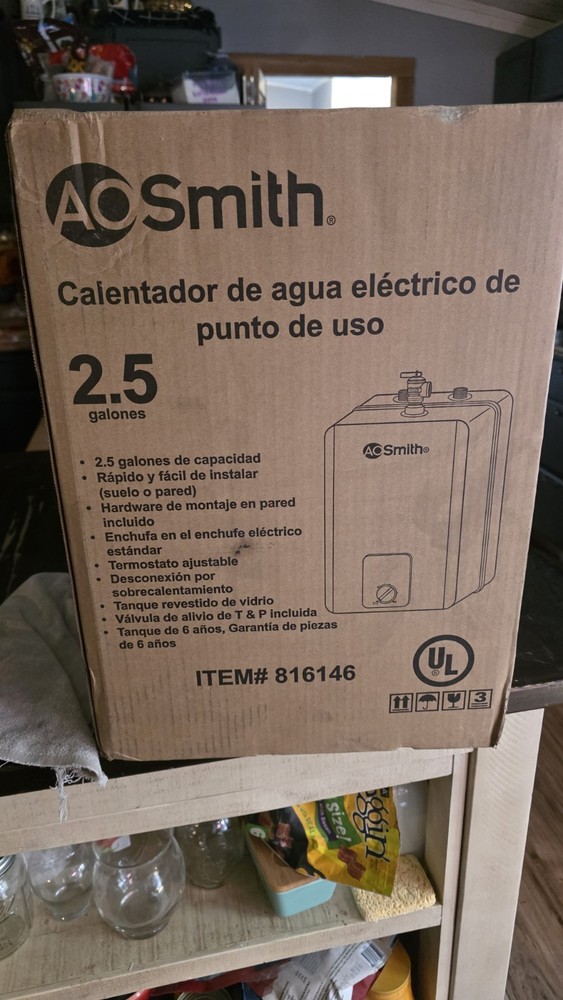 AOSmith®
Calentador de agua eléctrico de
punto de uso
2.5
galones
• 2.5 galones de capacidad
• Rápido y fácil de instalar
(suelo o pared)
• Hardware de montaje en pared
incluido
• Enchufa en el enchufe eléctrico
estándar
• Termostato ajustable
• Desconexión por
sobrecalentamiento
• Tanque revestido de vidrio
• Válvula de alivio de T & P incluida
• Tanque de 6 años, Garantía de piezas
de 6 años
AOSmith®
ITEM# 816146
UL®
3
Size!